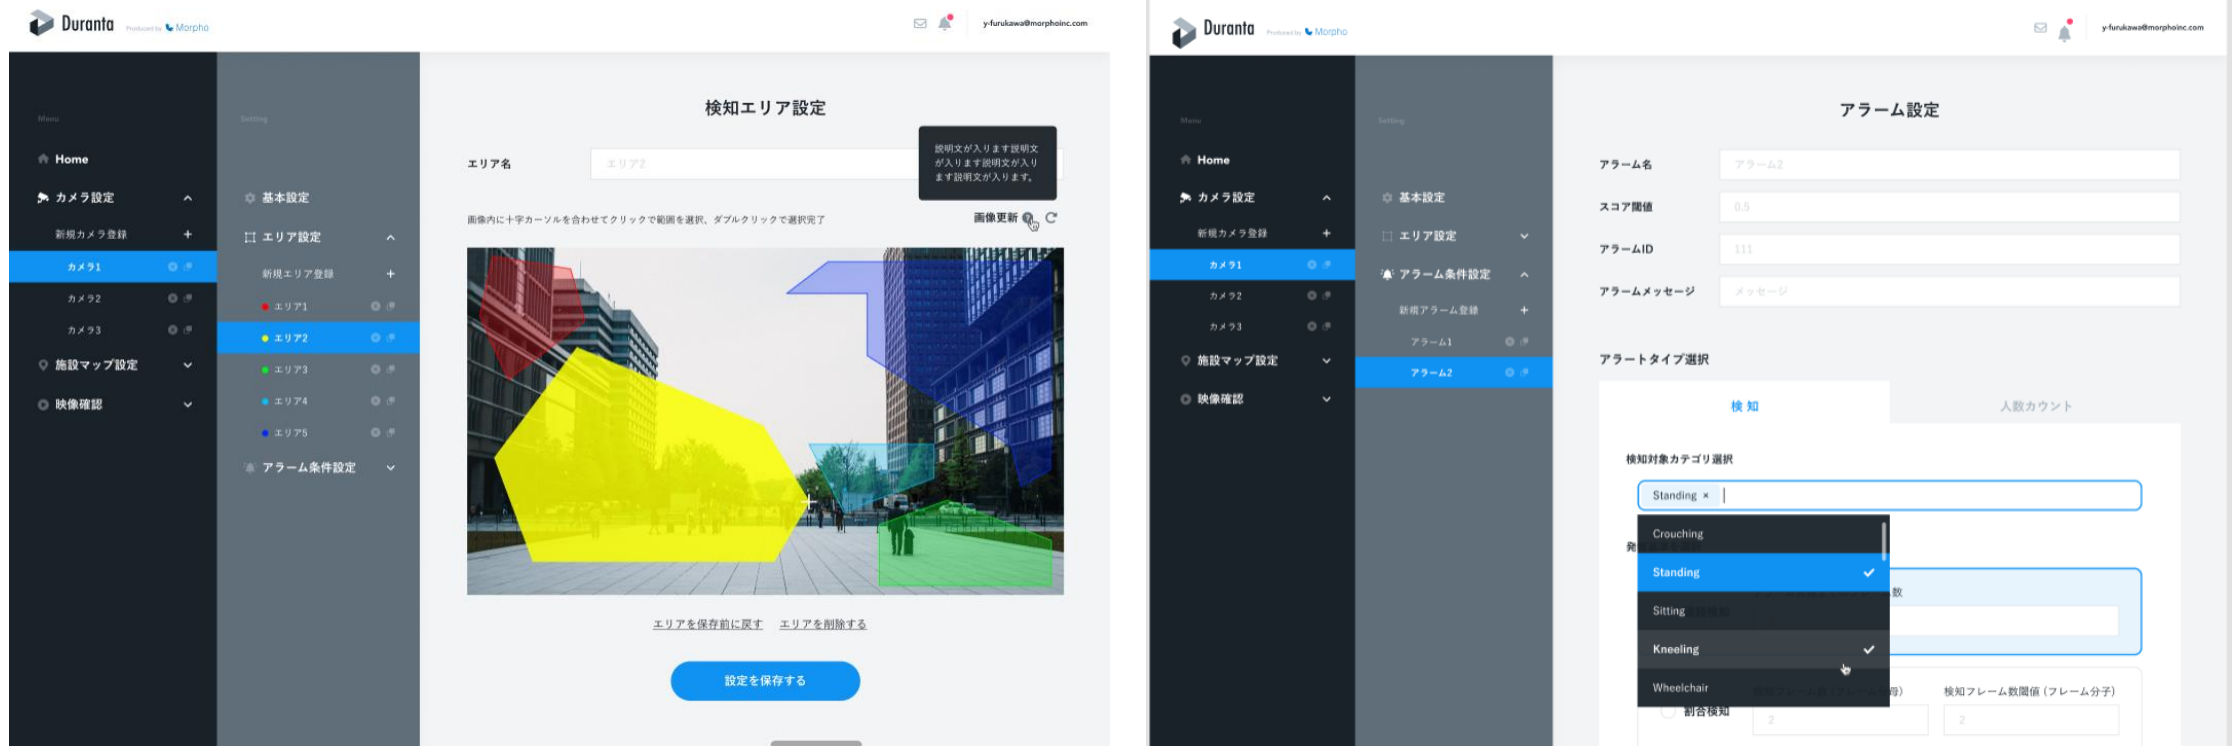 Duranta
Produced by Morpho
y-furukawa@morphoinc.com
Menu
Home
カメラ設定
新規カメラ登録
カメラ1
カメラ2
カメラ3
施設マップ設定
映像確認
Setting
基本設定
エリア設定
新規エリア登録
エリア1
エリア2
エリア3
エリア4
エリア5
アラーム条件設定
検知エリア設定
エリア名
エリア2
説明文が入ります説明文
が入ります説明文が入り
ます説明文が入ります。
画像内に十字カーソルを合わせてクリックで範囲を選択、ダブルクリックで選択完了
画像更新
エリアを保存前に戻す
エリアを削除する
設定を保存する
Duranta
Produced by Morpho
y-furukawa@morphoinc.com
Menu
Home
カメラ設定
新規カメラ登録
カメラ1
カメラ2
カメラ3
施設マップ設定
映像確認
Setting
基本設定
エリア設定
アラーム条件設定
新規アラーム登録
アラーム1
アラーム2
アラーム設定
アラーム名
アラーム2
スコア閾値
0.5
アラームID
111
アラームメッセージ
メッセージ
アラートタイプ選択
検知
人数カウント
検知対象カテゴリ選択
Standing ×
Crouching
発
Standing
数
Sitting
Kneeling
Wheelchair
母)
検知フレーム数閾値 (フレーム分子)
割合検知
2
2